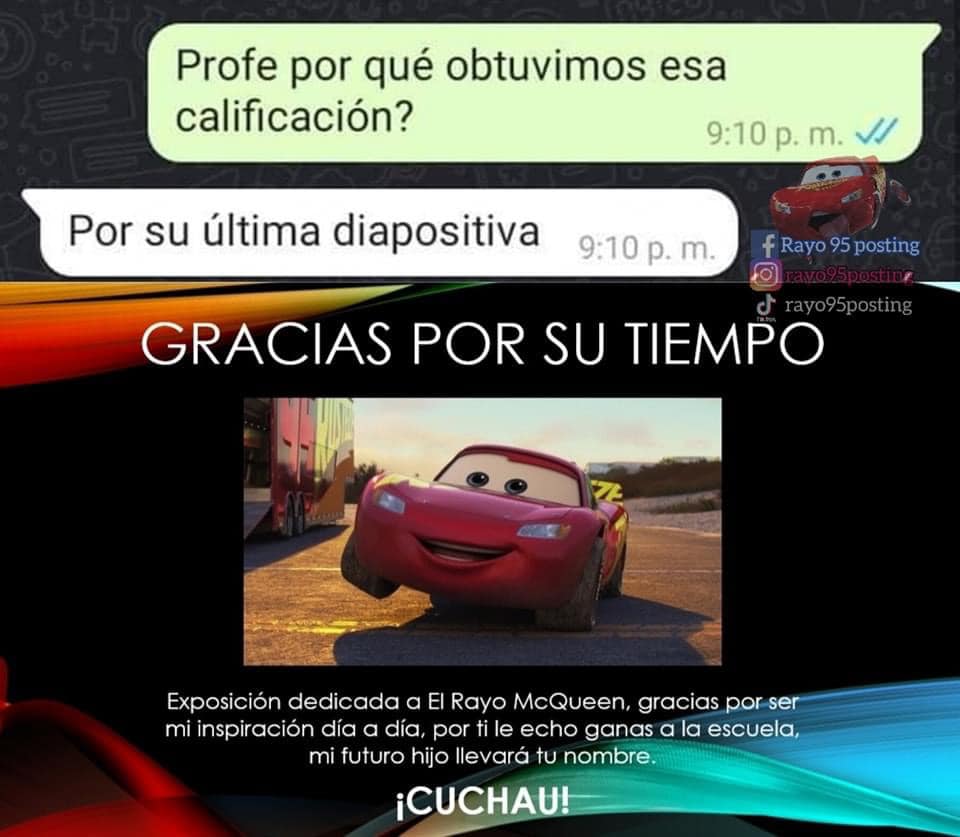 Profe por qué obtuvimos esa
calificación?
9:10 p. m.
Por su última diapositiva
9:10 p. m.
Rayo 95 posting
rayo95posting
rayo95posting
GRACIAS POR SU TIEMPO
Exposición dedicada a El Rayo McQueen, gracias por ser
mi inspiración día a día, por ti le echo ganas a la escuela,
mi futuro hijo llevará tu nombre.
¡CUCHAU!